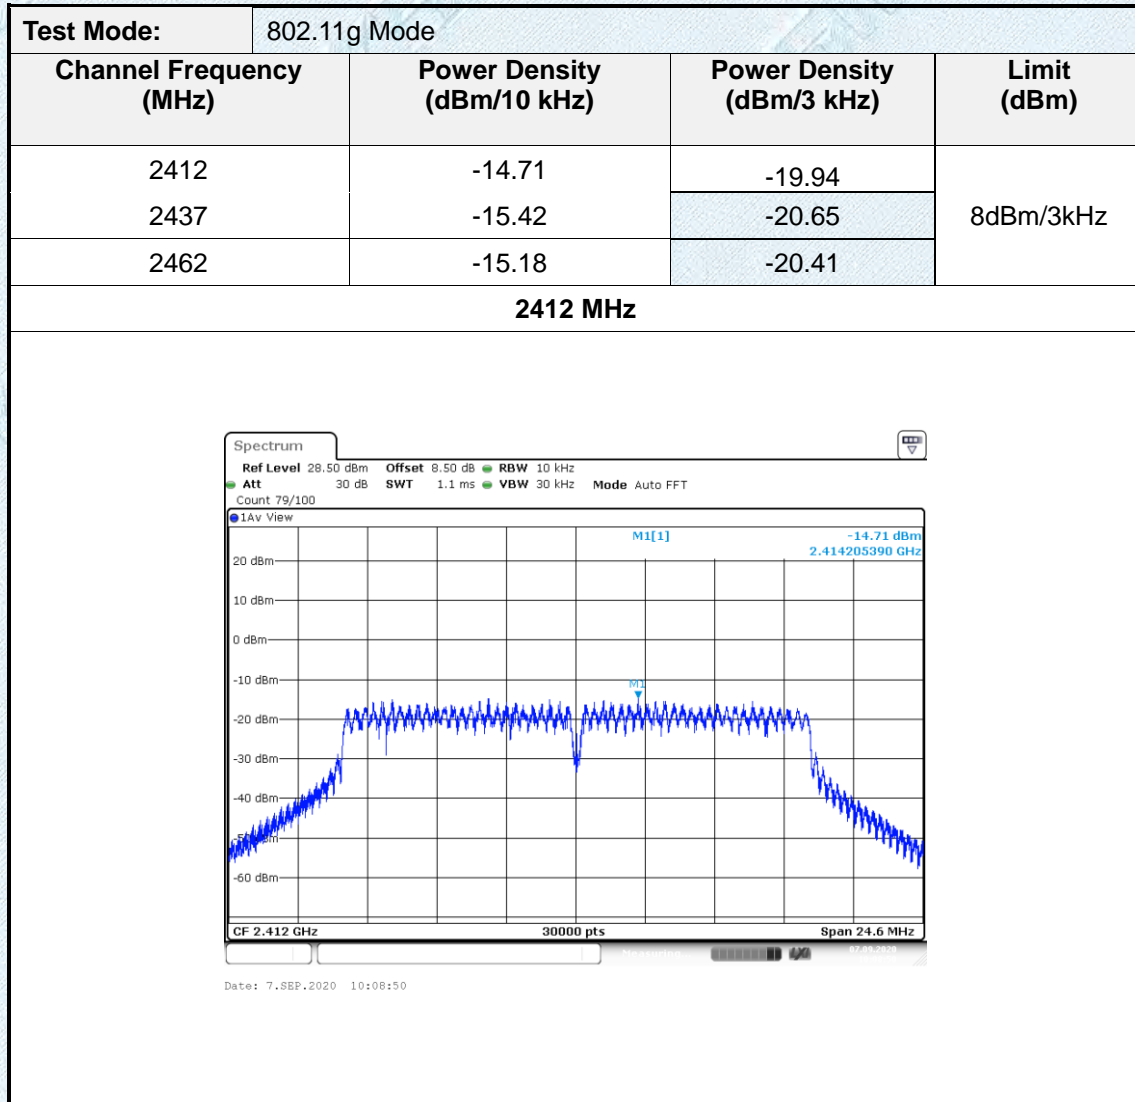 Test Mode: 802.11g Mode
Channel Frequency (MHz) Power Density (dBm/10 kHz) Power Density (dBm/3 kHz) Limit (dBm)
2412 -14.71 -19.94
2437 -15.42 -20.65 8dBm/3kHz
2462 -15.18 -20.41
2412 MHz
Spectrum
Ref Level 28.50 dBm Offset 8.50 dB RBW 10 kHz
Att 30 dB SWT 1.1 ms VBW 30 kHz Mode Auto FFT
Count 79/100
1Av View
M1[1] -14.71 dBm
2.414205390 GHz
20 dBm
10 dBm
0 dBm
-10 dBm
M1
-20 dBm
-30 dBm
-40 dBm
-60 dBm
CF 2.412 GHz 30000 pts Span 24.6 MHz
Measuring 07.09.2020
Date: 7.SEP.2020 10:08:50